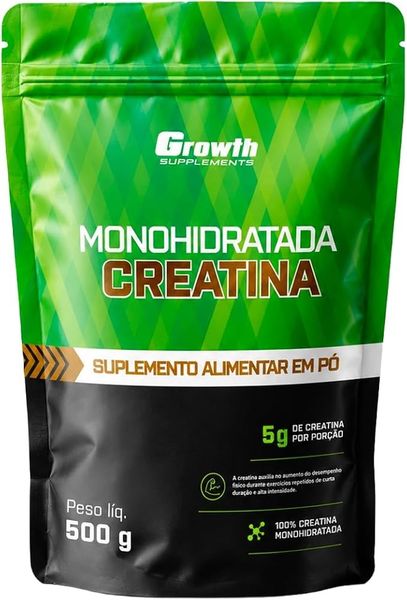 Growth
SUPPLEMENTS
MONOHIDRATADA
CREATINA
SUPLEMENTO ALIMENTAR EM PÓ
5g DE CREATINA
POR PORÇÃO
A creatina auxilia no aumento do desempenho
físico durante exercícios repetidos de curta
duração e alta intensidade.
Peso líq.
500 g
100% CREATINA
MONOHIDRATADA